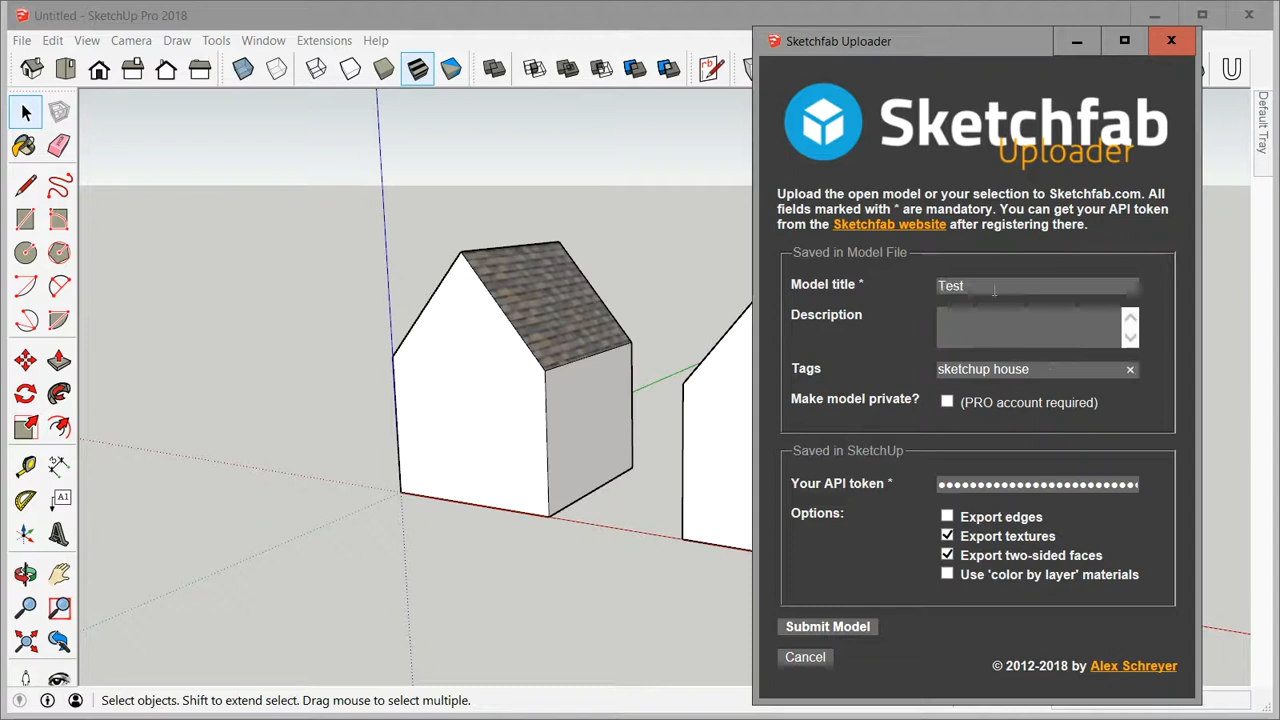 Untitled - SketchUp Pro 2018
File Edit View Camera Draw Tools Window Extensions Help
Default Tray
A1
Sketchfab Uploader
Sketchfab
Uploader
Upload the open model or your selection to Sketchfab.com. All
fields marked with * are mandatory. You can get your API token
from the Sketchfab website after registering there.
Saved in Model File
Model title * Test
Description
Tags sketchup house
Make model private? (PRO account required)
Saved in SketchUp
Your API token *
Options: Export edges
Export textures
Export two-sided faces
Use 'color by layer' materials
Submit Model
Cancel
© 2012-2018 by Alex Schreyer
Select objects. Shift to extend select. Drag mouse to select multiple.